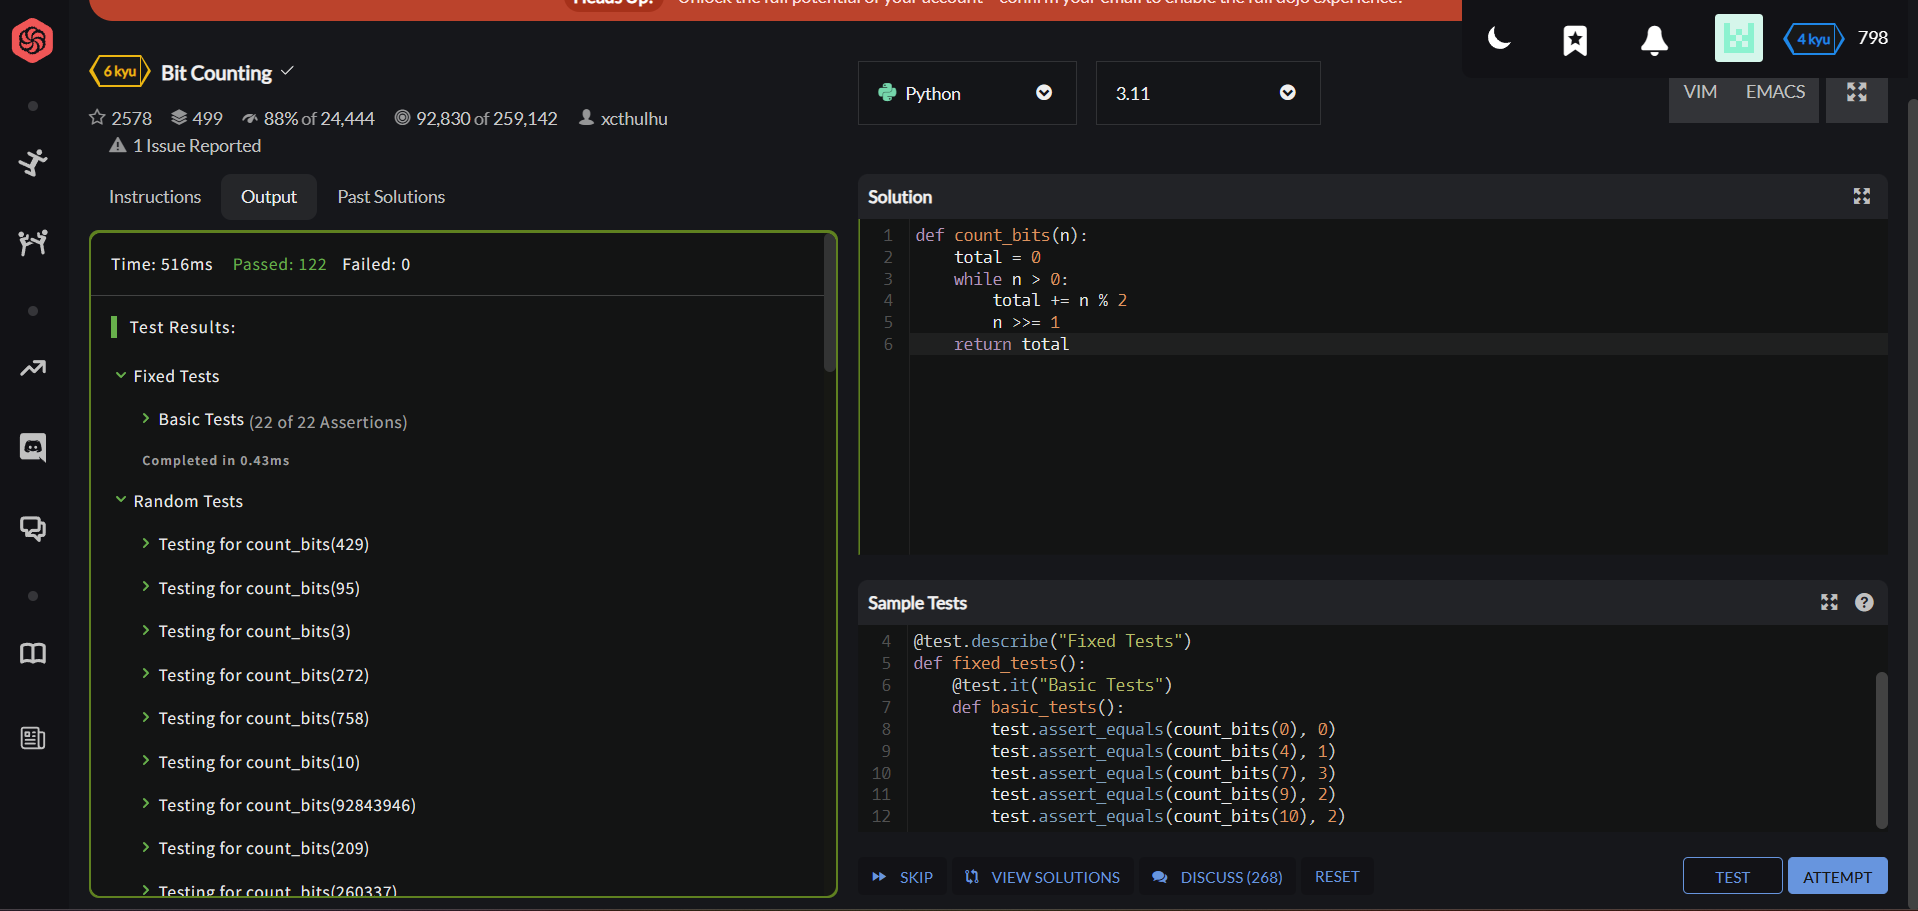 Heads Up! Unlock the full potential of your account - confirm your email to enable the full dojo experience!
4 kyu 798
6 kyu Bit Counting
2578 499 88% of 24,444 92,830 of 259,142 xcthulhu
1 Issue Reported
Python 3.11
VIM EMACS
Instructions Output Past Solutions
Time: 516ms Passed: 122 Failed: 0
Test Results:
Fixed Tests
Basic Tests (22 of 22 Assertions)
Completed in 0.43ms
Random Tests
Testing for count_bits(429)
Testing for count_bits(95)
Testing for count_bits(3)
Testing for count_bits(272)
Testing for count_bits(758)
Testing for count_bits(10)
Testing for count_bits(92843946)
Testing for count_bits(209)
Testing for count_bits(260337)
Solution
1 def count_bits(n):
2 total = 0
3 while n > 0:
4 total += n % 2
5 n >>= 1
6 return total
Sample Tests
4 @test.describe("Fixed Tests")
5 def fixed_tests():
6 @test.it("Basic Tests")
7 def basic_tests():
8 test.assert_equals(count_bits(0), 0)
9 test.assert_equals(count_bits(4), 1)
10 test.assert_equals(count_bits(7), 3)
11 test.assert_equals(count_bits(9), 2)
12 test.assert_equals(count_bits(10), 2)
SKIP VIEW SOLUTIONS DISCUSS (268) RESET
TEST ATTEMPT